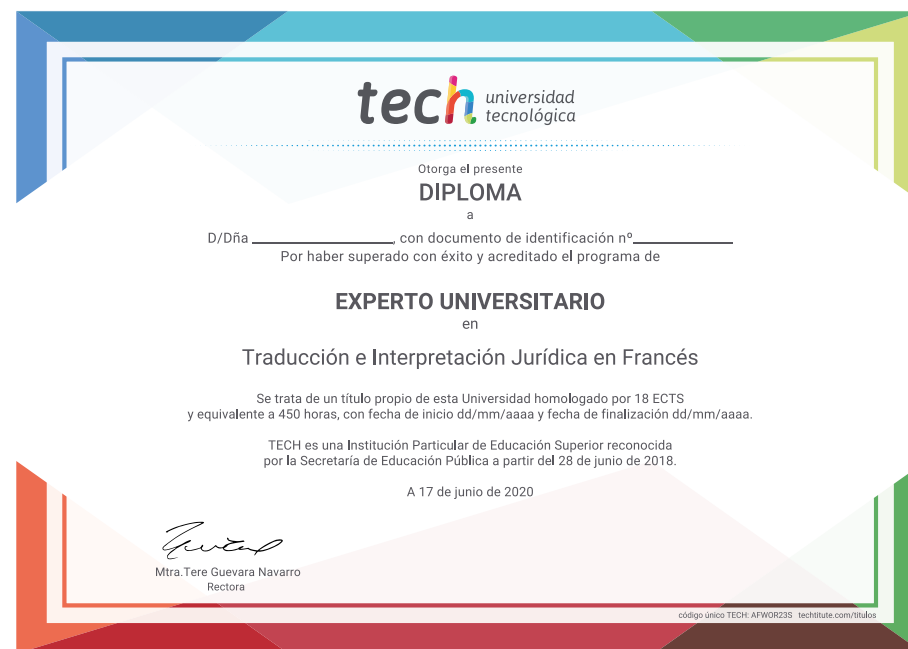 tech universidad
tecnológica
Otorga el presente
DIPLOMA
a
D/Dña ____________________, con documento de identificación nº______________
Por haber superado con éxito y acreditado el programa de
EXPERTO UNIVERSITARIO
en
Traducción e Interpretación Jurídica en Francés
Se trata de un título propio de esta Universidad homologado por 18 ECTS
y equivalente a 450 horas, con fecha de inicio dd/mm/aaaa y fecha de finalización dd/mm/aaaa.
TECH es una Institución Particular de Educación Superior reconocida
por la Secretaría de Educación Pública a partir del 28 de junio de 2018.
A 17 de junio de 2020
Mtra.Tere Guevara Navarro
Rectora
código único TECH: AFWOR23S techtitute.com/titulos